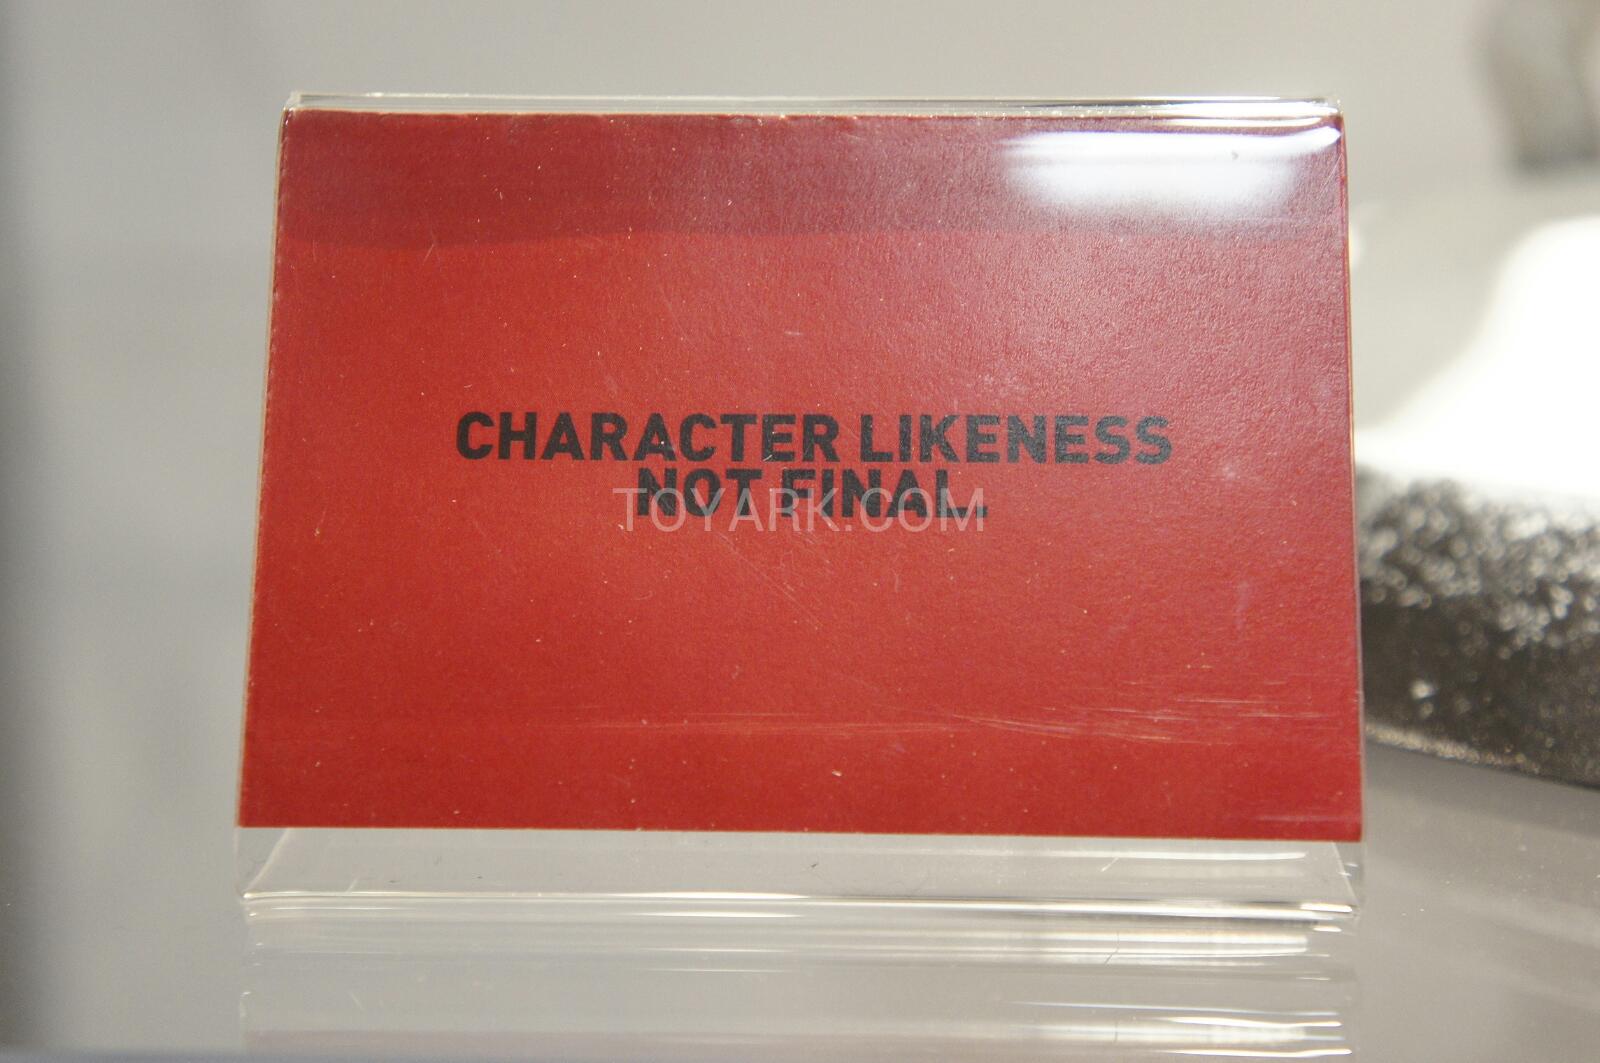 CHARACTER LIKENESS
NOT FINAL.
TOYARK.COM